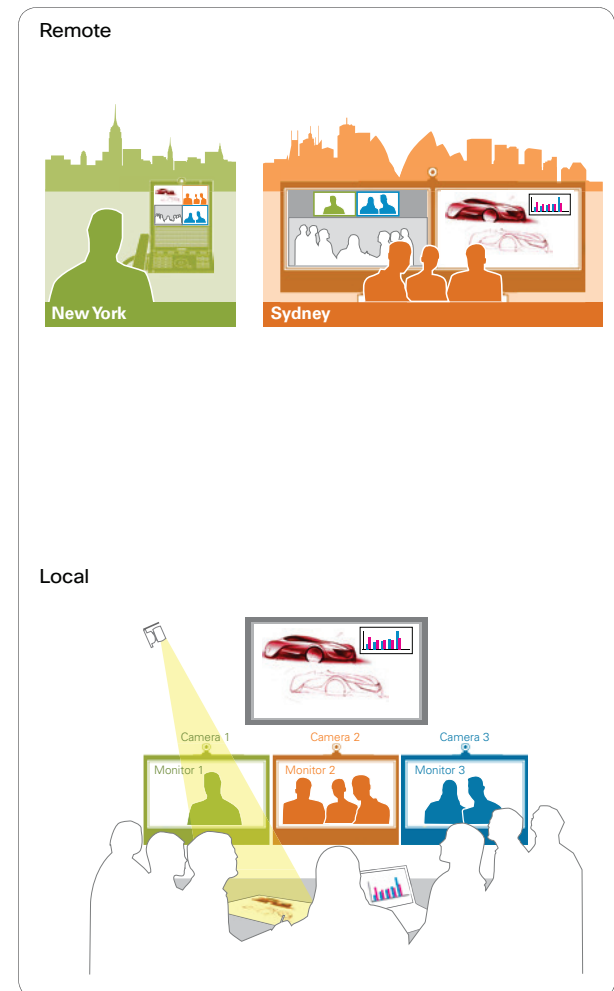 Remote
New York
Sydney
Local
Camera 1
Camera 2
Camera 3
Monitor 1
Monitor 2
Monitor 3